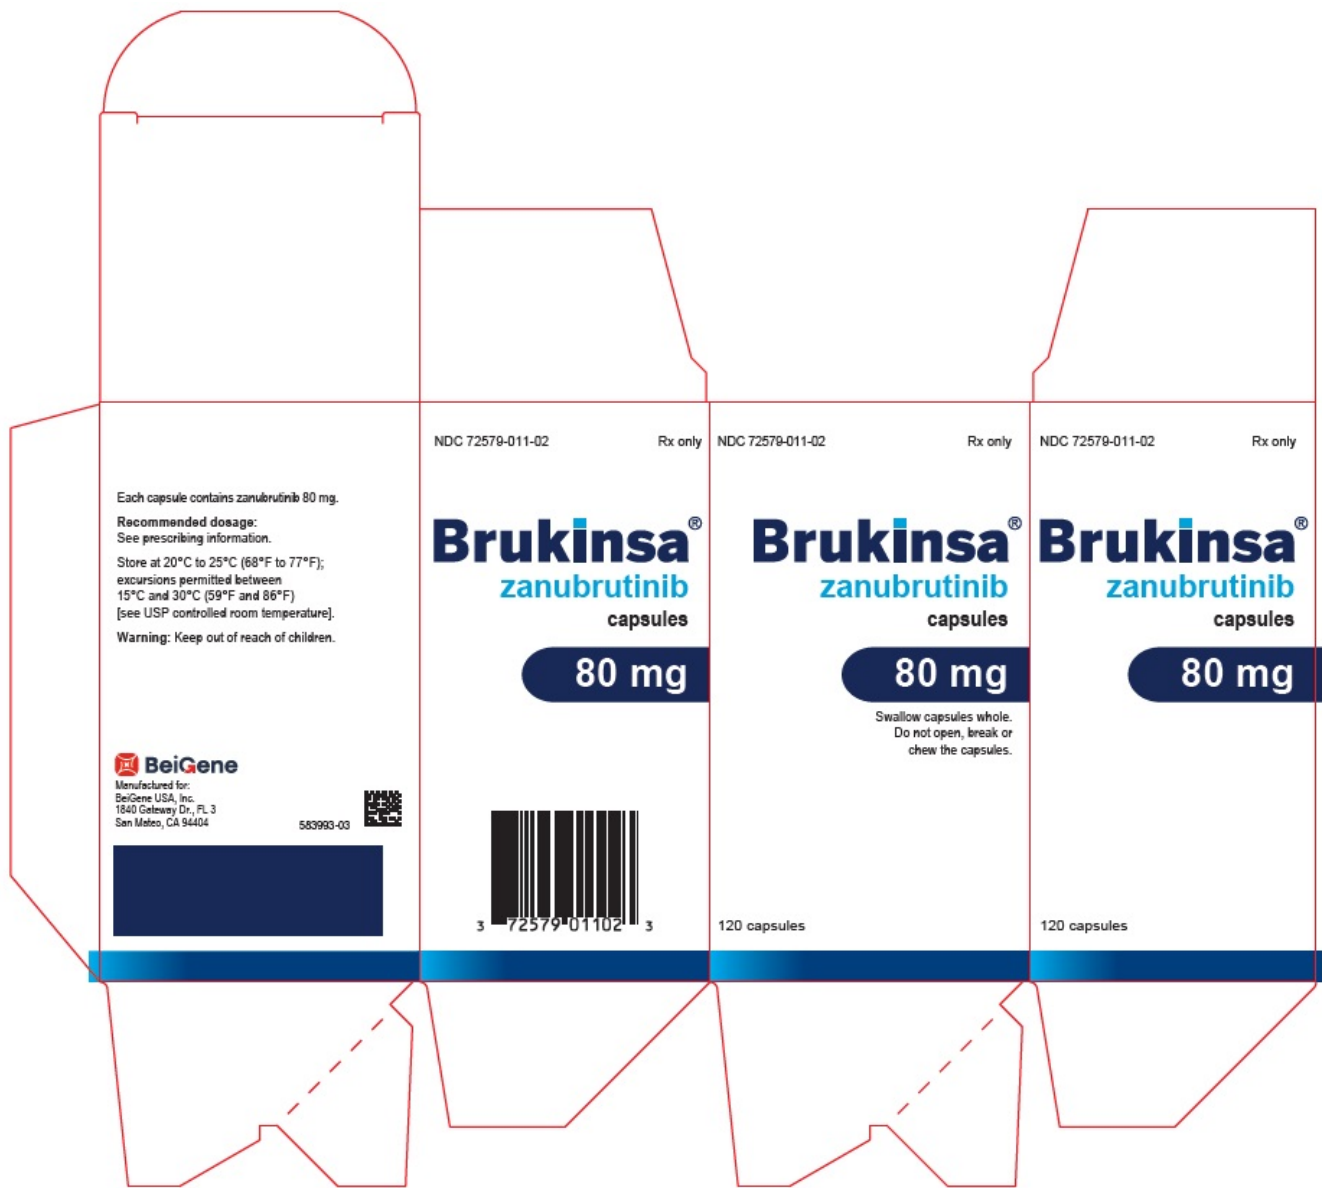 Each capsule contains zanubrutinib 80 mg.
Recommended dosage:
See prescribing information.
Store at 20°C to 25°C (68°F to 77°F);
excursions permitted between
15°C and 30°C (59°F and 86°F)
[see USP controlled room temperature].
Warning: Keep out of reach of children.
BeiGene
Manufactured for:
BeiGene USA, Inc.
1840 Gateway Dr., FL 3
San Mateo, CA 94404
583993-03
NDC 72579-011-02 Rx only
Brukinsa®
zanubrutinib
capsules
80 mg
3 72579 01102 3
NDC 72579-011-02 Rx only
Brukinsa®
zanubrutinib
capsules
80 mg
Swallow capsules whole.
Do not open, break or
chew the capsules.
120 capsules
NDC 72579-011-02 Rx only
Brukinsa®
zanubrutinib
capsules
80 mg
120 capsules